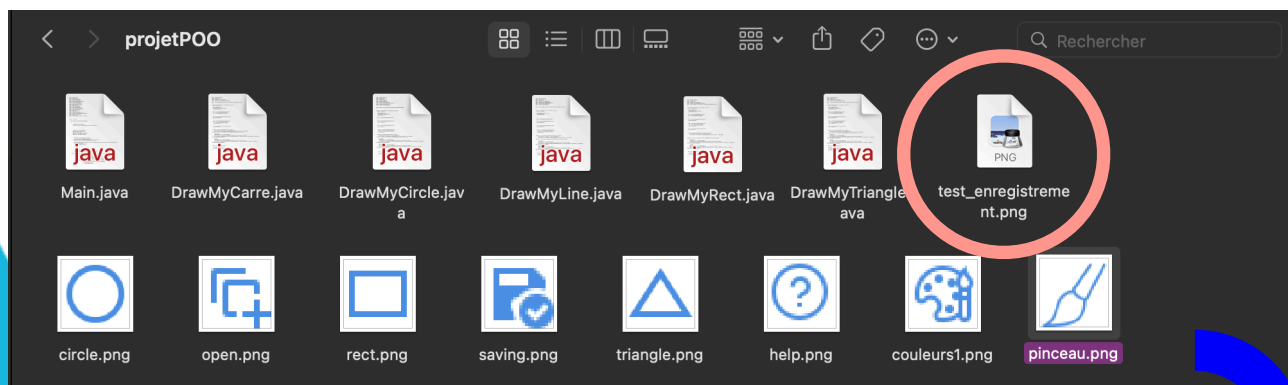 projetPOO
Rechercher
java
java
java
java
java
java
PNG
Main.java
DrawMyCarre.java
DrawMyCircle.jav
a
DrawMyLine.java
DrawMyRect.java
DrawMyTriangle
ava
test_enregistreme
nt.png
?
circle.png
open.png
rect.png
saving.png
triangle.png
help.png
couleurs1.png
pinceau.png